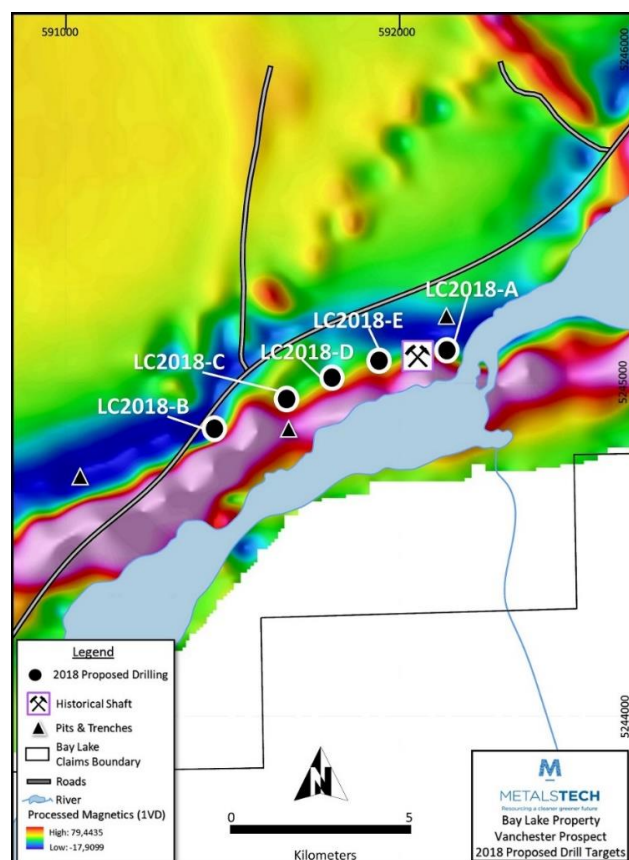 591000
592000
5246000
LC2018-A
LC2018-E
LC2018-D
LC2018-C
LC2018-B
5245000
5244000
Legend
2018 Proposed Drilling
Historical Shaft
Pits & Trenches
Bay Lake
Claims Boundary
Roads
River
Processed Magnetics (1VD)
High: 79,4435
Low: -17,9099
N
0
5
Kilometers
M
METALSTECH
Resourcing a cleaner greener future
Bay Lake Property
Vanchester Prospect
2018 Proposed Drill Targets